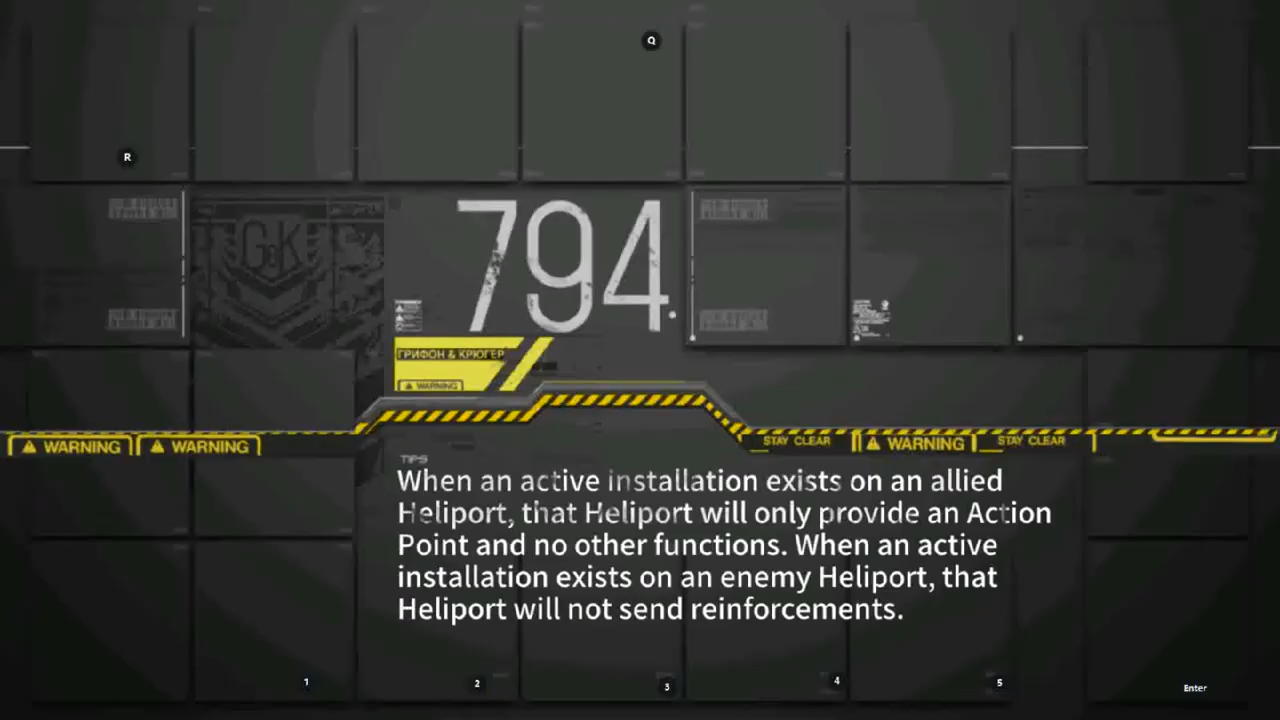 Q
R
G&K
794.
ГРИФОН & КРЮГЕР
WARNING
WARNING
WARNING
STAY CLEAR
WARNING
STAY CLEAR
TIPS
When an active installation exists on an allied
Heliport, that Heliport will only provide an Action
Point and no other functions. When an active
installation exists on an enemy Heliport, that
Heliport will not send reinforcements.
1
2
3
4
5
Enter